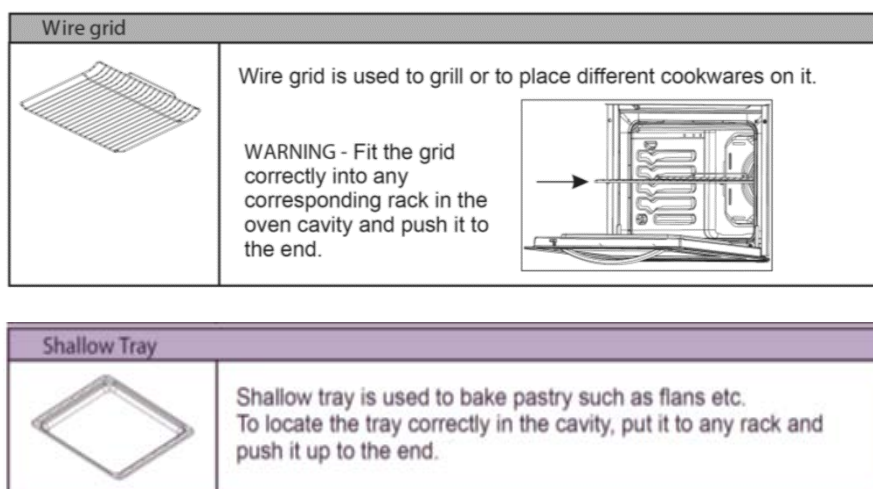 Wire grid
Wire grid is used to grill or to place different cookwares on it.
WARNING - Fit the grid
correctly into any
corresponding rack in the
oven cavity and push it to
the end.
Shallow Tray
Shallow tray is used to bake pastry such as flans etc.
To locate the tray correctly in the cavity, put it to any rack and
push it up to the end.